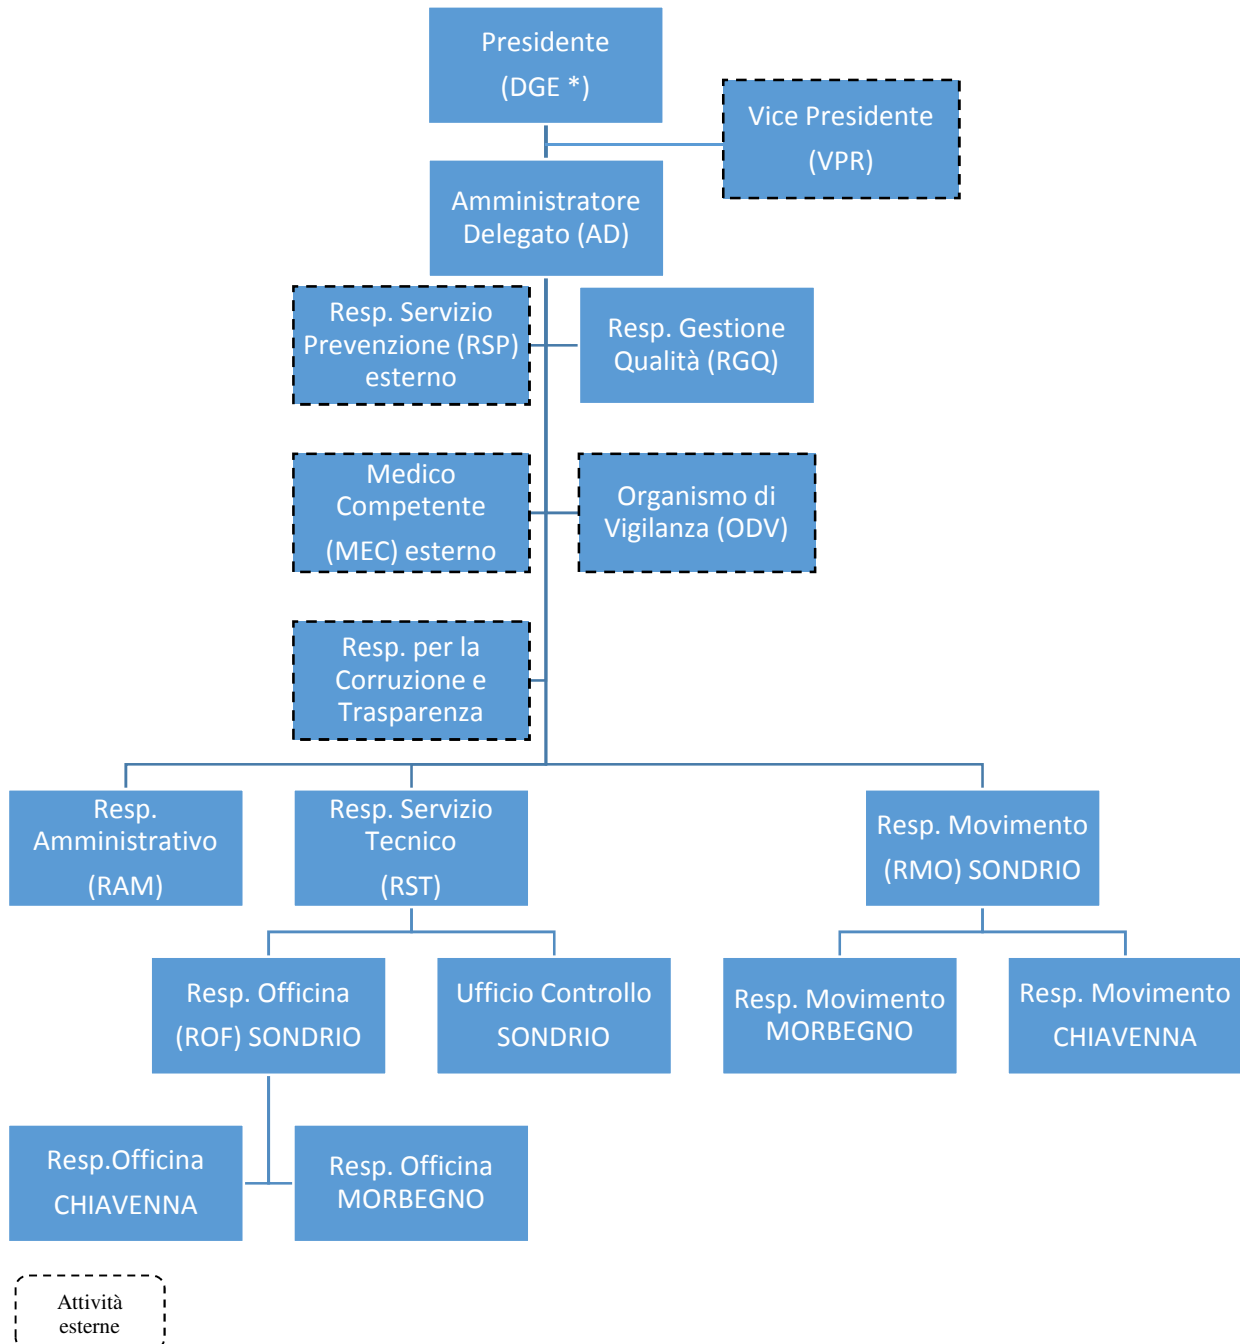 Presidente
(DGE *)
Vice Presidente
(VPR)
Amministratore
Delegato (AD)
Resp. Servizio
Prevenzione (RSP)
esterno
Resp. Gestione
Qualità (RGQ)
Medico
Competente
(MEC) esterno
Organismo di
Vigilanza (ODV)
Resp. per la
Corruzione e
Trasparenza
Resp.
Amministrativo
(RAM)
Resp. Servizio
Tecnico
(RST)
Resp. Movimento
(RMO) SONDRIO
Resp. Officina
(ROF) SONDRIO
Ufficio Controllo
SONDRIO
Resp. Movimento
MORBEGNO
Resp. Movimento
CHIAVENNA
Resp.Officina
CHIAVENNA
Resp. Officina
MORBEGNO
Attività
esterne